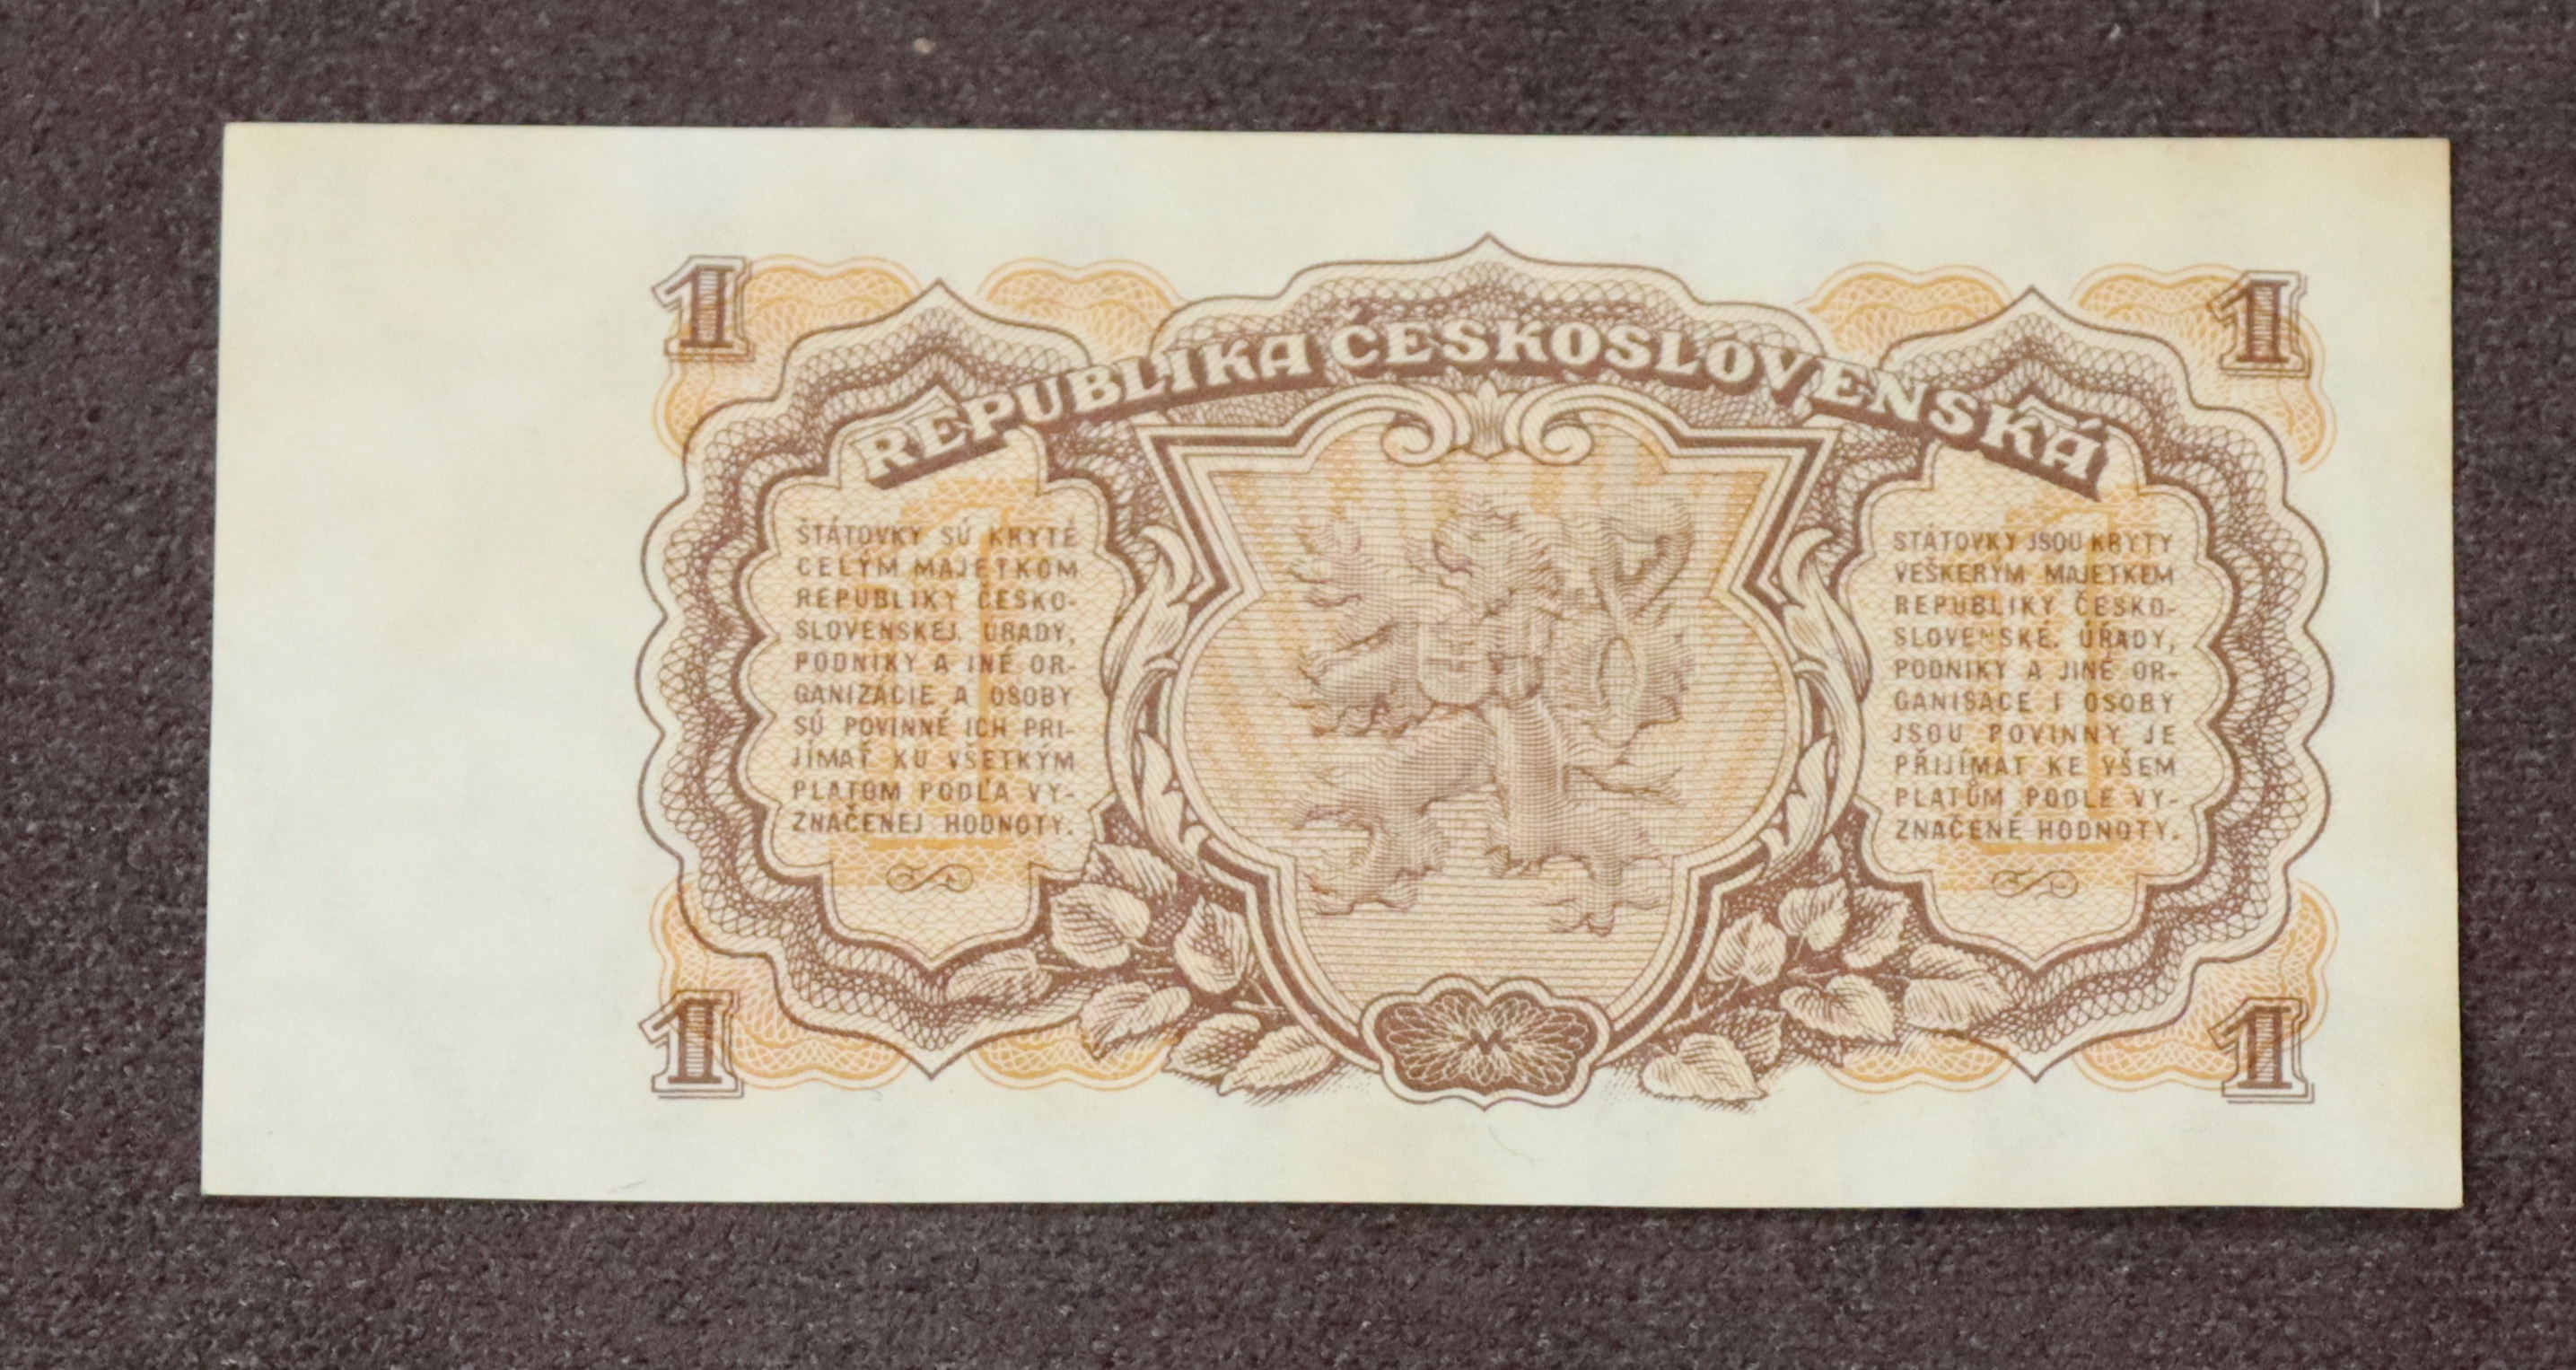 1
1
REPUBLIKA ČESKOSLOVENSKÁ
ŠTÁTOVKY SÚ KRYTÉ
CELÝM MAJETKOM
REPUBLIKY ČESKO-
SLOVENSKEJ. ÚRADY,
PODNIKY A INÉ OR-
GANIZÁCIE A OSOBY
SÚ POVINNÉ ICH PRI-
JÍMAŤ KU VŠETKÝM
PLATOM PODĽA VY-
ZNAČENEJ HODNOTY.
STÁTOVKY JSOU KRYTY
VEŠKERÝM MAJETKEM
REPUBLIKY ČESKO-
SLOVENSKÉ. ÚŘADY,
PODNIKY A JINÉ OR-
GANISACE I OSOBY
JSOU POVINNY JE
PŘIJÍMAT KE VŠEM
PLATŮM PODLE VY-
ZNAČENÉ HODNOTY.
1
1
1
1